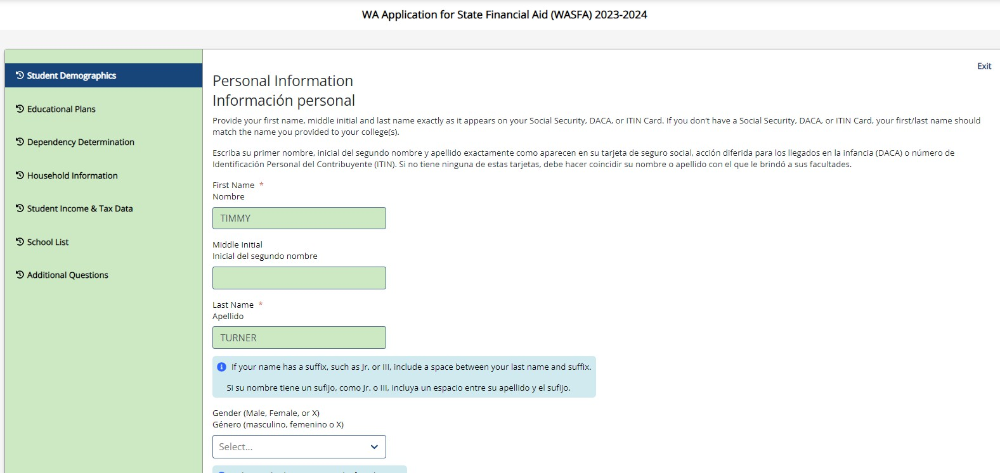 WA Application for State Financial Aid (WASFA) 2023-2024
Exit
Student Demographics
Educational Plans
Dependency Determination
Household Information
Student Income & Tax Data
School List
Additional Questions
Personal Information
Información personal
Provide your first name, middle initial and last name exactly as it appears on your Social Security, DACA, or ITIN Card. If you don't have a Social Security, DACA, or ITIN Card, your first/last name should
match the name you provided to your college(s).
Escriba su primer nombre, inicial del segundo nombre y apellido exactamente como aparecen en su tarjeta de seguro social, acción diferida para los llegados en la infancia (DACA) o número de
Identificación Personal del Contribuyente (ITIN). Si no tiene ninguna de estas tarjetas, debe hacer coincidir su nombre o apellido con el que le brindó a sus facultades.
First Name *
Nombre
TIMMY
Middle Initial
Inicial del segundo nombre
Last Name *
Apellido
TURNER
If your name has a suffix, such as Jr. or III, include a space between your last name and suffix.
Si su nombre tiene un sufijo, como Jr. o III, incluya un espacio entre su apellido y el sufijo.
Gender (Male, Female, or X)
Género (masculino, femenino o X)
Select...